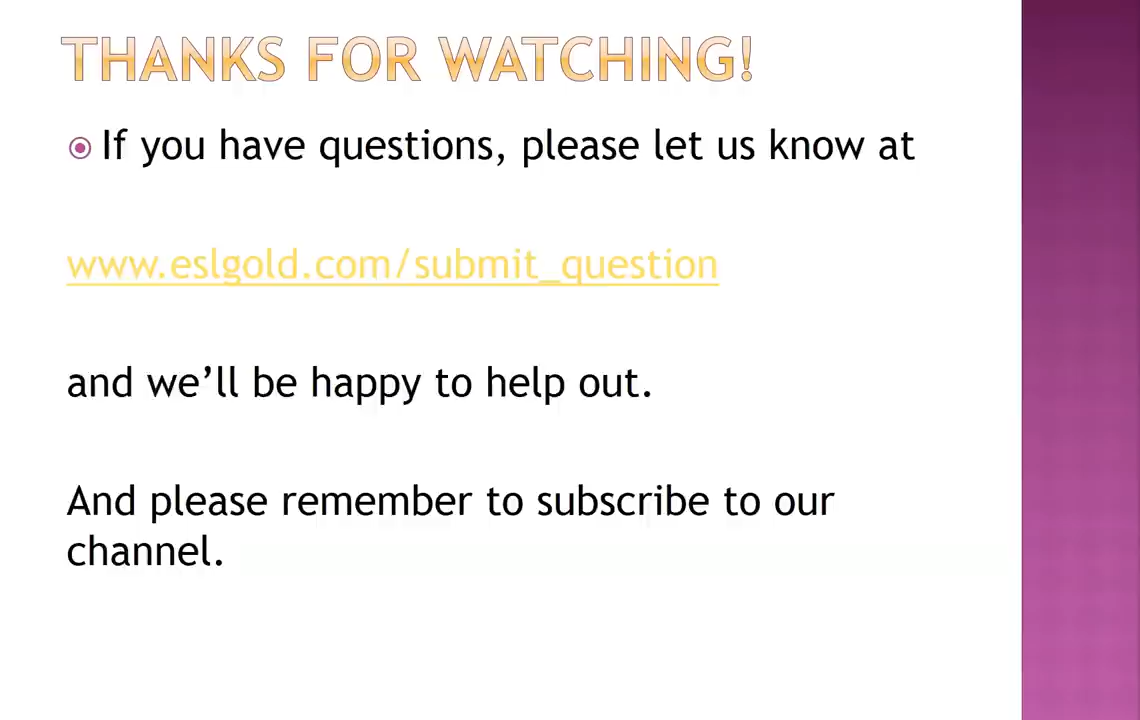 THANKS FOR WATCHING!
If you have questions, please let us know at
www.eslgold.com/submit_question
and we’ll be happy to help out.
And please remember to subscribe to our
channel.